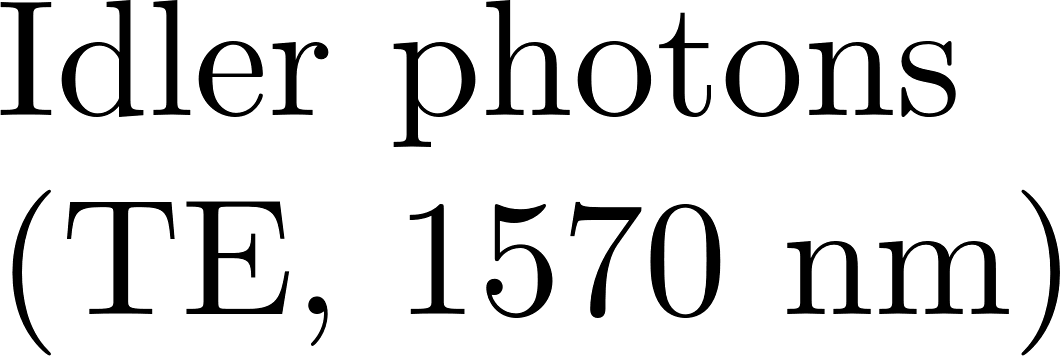 Idler photons
(TE, 1570 nm)